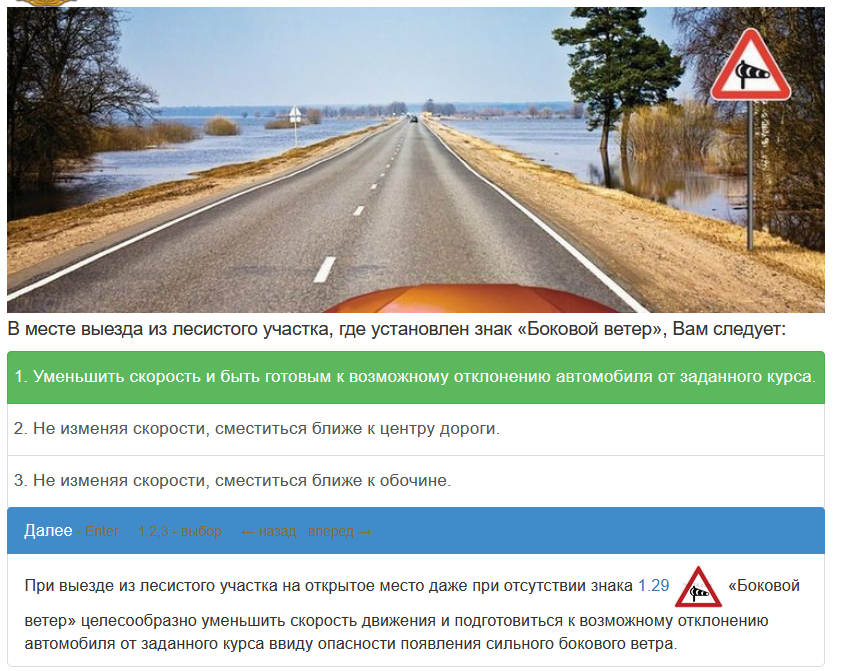 В месте выезда из лесистого участка, где установлен знак «Боковой ветер», Вам следует:
1. Уменьшить скорость и быть готовым к возможному отклонению автомобиля от заданного курса.
2. Не изменяя скорости, сместиться ближе к центру дороги.
3. Не изменяя скорости, сместиться ближе к обочине.
Далее - Enter 1,2,3 - выбор ← назад вперед →
При выезде из лесистого участка на открытое место даже при отсутствии знака 1.29 «Боковой
ветер» целесообразно уменьшить скорость движения и подготовиться к возможному отклонению
автомобиля от заданного курса ввиду опасности появления сильного бокового ветра.